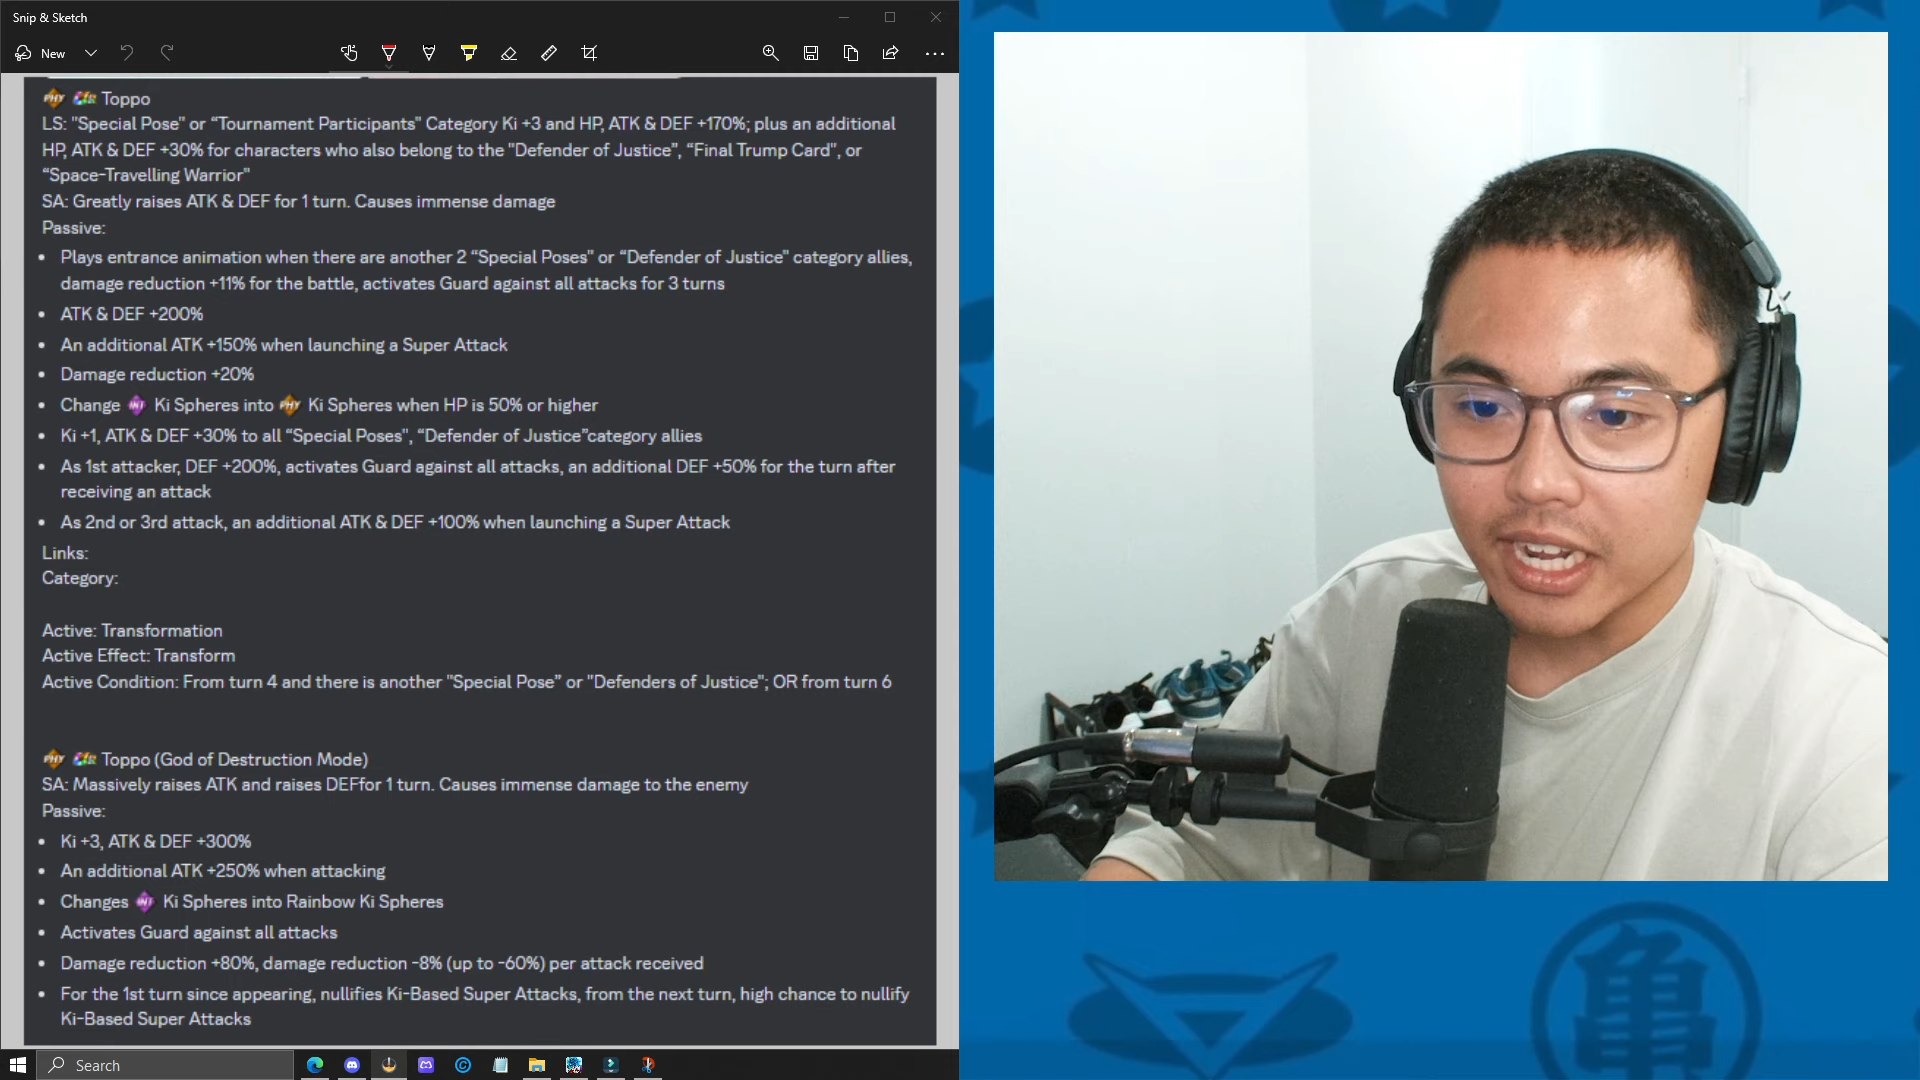 Snip & Sketch
New
PHY Toppo
LS: "Special Pose" or “Tournament Participants” Category Ki +3 and HP, ATK & DEF +170%; plus an additional
HP, ATK & DEF +30% for characters who also belong to the "Defender of Justice”, “Final Trump Card”, or
“Space-Travelling Warrior”
SA: Greatly raises ATK & DEF for 1 turn. Causes immense damage
Passive:
• Plays entrance animation when there are another 2 “Special Poses” or “Defender of Justice” category allies,
damage reduction +11% for the battle, activates Guard against all attacks for 3 turns
• ATK & DEF +200%
• An additional ATK +150% when launching a Super Attack
• Damage reduction +20%
• Change INT Ki Spheres into PHY Ki Spheres when HP is 50% or higher
• Ki +1, ATK & DEF +30% to all “Special Poses”, “Defender of Justice”category allies
• As 1st attacker, DEF +200%, activates Guard against all attacks, an additional DEF +50% for the turn after
receiving an attack
• As 2nd or 3rd attack, an additional ATK & DEF +100% when launching a Super Attack
Links:
Category:
Active: Transformation
Active Effect: Transform
Active Condition: From turn 4 and there is another "Special Pose” or "Defenders of Justice”; OR from turn 6
PHY Toppo (God of Destruction Mode)
SA: Massively raises ATK and raises DEFfor 1 turn. Causes immense damage to the enemy
Passive:
• Ki +3, ATK & DEF +300%
• An additional ATK +250% when attacking
• Changes INT Ki Spheres into Rainbow Ki Spheres
• Activates Guard against all attacks
• Damage reduction +80%, damage reduction -8% (up to -60%) per attack received
• For the 1st turn since appearing, nullifies Ki-Based Super Attacks, from the next turn, high chance to nullify
Ki-Based Super Attacks
Search
亀